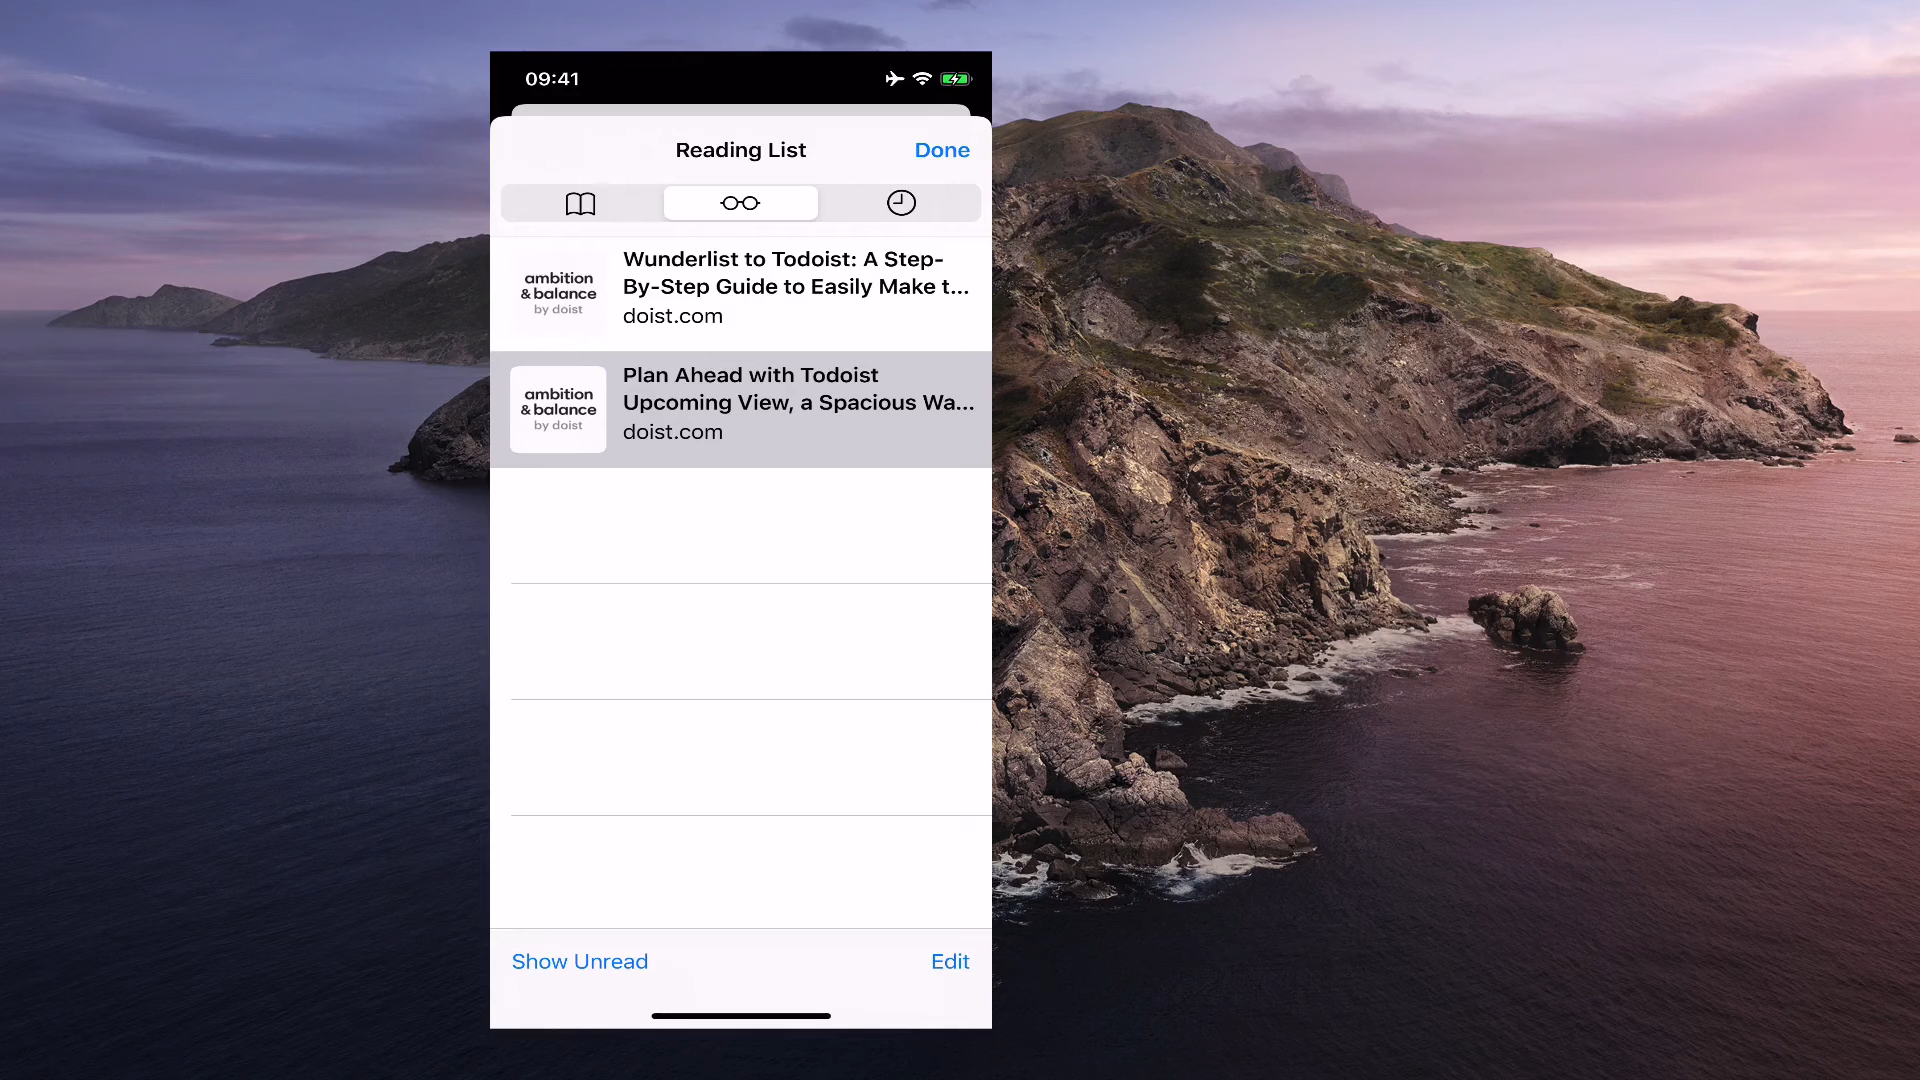 09:41
Reading List
Done
ambition
& balance
by doist
Wunderlist to Todoist: A Step-
By-Step Guide to Easily Make t...
doist.com
ambition
& balance
by doist
Plan Ahead with Todoist
Upcoming View, a Spacious Wa...
doist.com
Show Unread
Edit